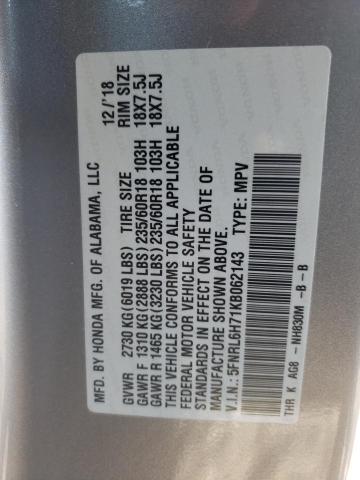 MFD. BY HONDA MFG. OF ALABAMA, LLC 12/'18
TIRE SIZE RIM SIZE
GVWR 2730 KG (6019 LBS)
GAWR F 1310 KG (2888 LBS) 235/60R18 103H 18X7.5J
GAWR R 1465 KG (3230 LBS) 235/60R18 103H 18X7.5J
THIS VEHICLE CONFORMS TO ALL APPLICABLE
FEDERAL MOTOR VEHICLE SAFETY
STANDARDS IN EFFECT ON THE DATE OF
MANUFACTURE SHOWN ABOVE.
V.I.N.: 5FNRL6H71KB062143 TYPE: MPV
THR K AG8 - NH830M -B - B